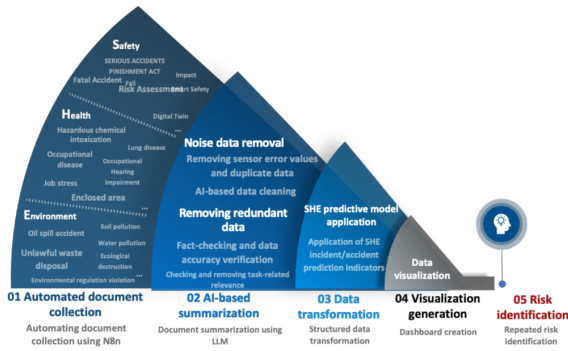 Safety
SERIOUS ACCIDENTS
PINISHMENT ACT
Fatal Accident
Fall
Impact
Risk Assessment
Smart Safety
Digital Twin
...
Health
Hazardous chemical
intoxication
Lung disease
Occupational
disease
Occupational
Hearing
impairment
Job stress
Enclosed area
...
Environment
Oil spill accident
Soil pollution
Water pollution
Unlawful waste
disposal
Ecological
destruction
...
Environmental regulation violation
Noise data removal
Removing sensor error values
and duplicate data
AI-based data cleaning
Removing redundant
data
Fact-checking and data
accuracy verification
Checking and removing task-related
relevance
SHE predictive model
application
Application of SHE
incident/accident
prediction indicators
Data
visualization
01 Automated document
collection
Automating document
collection using N8n
02 AI-based
summarization
Document summarization using
LLM
03 Data
transformation
Structured data
transformation
04 Visualization
generation
Dashboard creation
05 Risk
identification
Repeated risk
identification